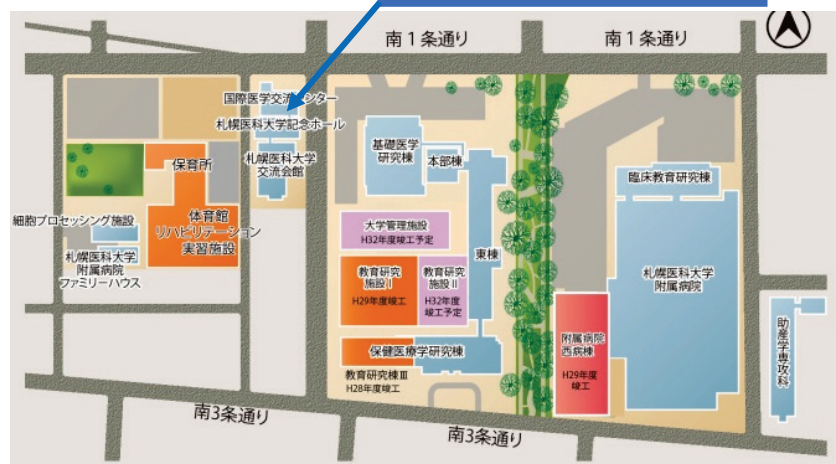 南1条通り
南1条通り
国際医学交流センター
札幌医科大学記念ホール
札幌医科大学
交流会館
保育所
体育館
リハビリテーション
実習施設
細胞プロセッシング施設
札幌医科大学
附属病院
ファミリーハウス
基礎医学
研究棟
本部棟
大学管理施設
H32年度竣工予定
教育研究
施設Ⅰ
H29年度竣工
教育研究
施設Ⅱ
H32年度
竣工予定
東棟
保健医療学研究棟
教育研究棟Ⅲ
H28年度竣工
臨床教育研究棟
札幌医科大学
附属病院
附属病院
西病棟
H29年度
竣工
助産学専攻科
南3条通り
南3条通り